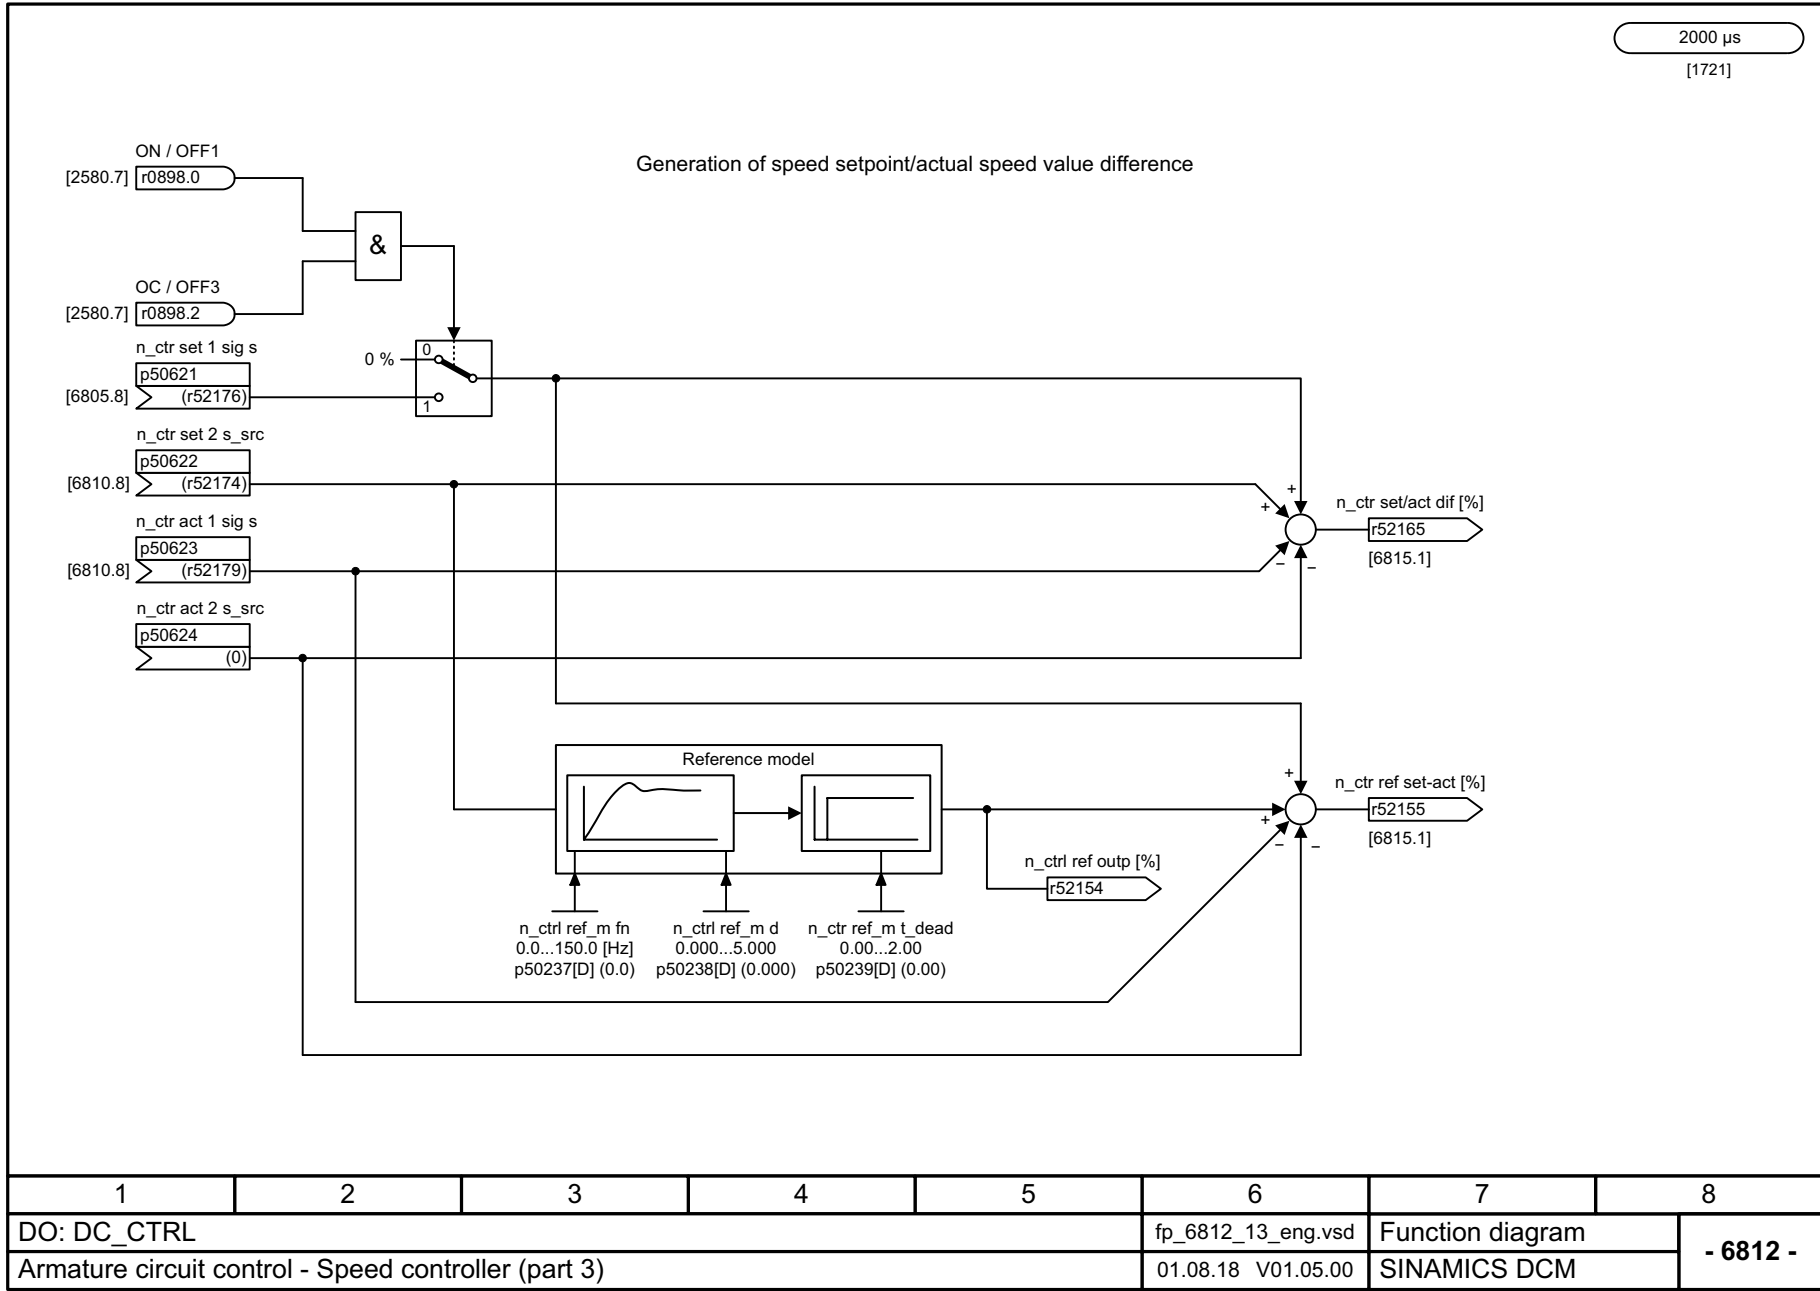 2000 µs
[1721]
Generation of speed setpoint/actual speed value difference
ON / OFF1
[2580.7] r0898.0
&
OC / OFF3
[2580.7] r0898.2
n_ctr set 1 sig s
p50621
[6805.8] (r52176)
0 %
0
1
n_ctr set 2 s_src
p50622
[6810.8] (r52174)
n_ctr act 1 sig s
p50623
[6810.8] (r52179)
n_ctr act 2 s_src
p50624
(0)
+
+
–
–
n_ctr set/act dif [%]
r52165
[6815.1]
Reference model
+
+
–
–
n_ctr ref set-act [%]
r52155
[6815.1]
n_ctrl ref outp [%]
r52154
n_ctrl ref_m fn
0.0...150.0 [Hz]
p50237[D] (0.0)
n_ctrl ref_m d
0.000...5.000
p50238[D] (0.000)
n_ctr ref_m t_dead
0.00...2.00
p50239[D] (0.00)
1 2 3 4 5 6 7 8
DO: DC_CTRL
fp_6812_13_eng.vsd
Function diagram
- 6812 -
Armature circuit control - Speed controller (part 3)
01.08.18 V01.05.00
SINAMICS DCM